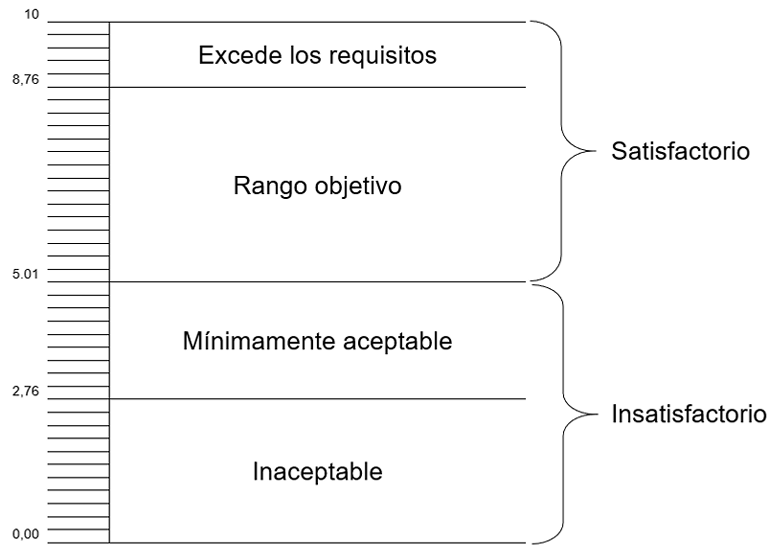 10
Excede los requisitos
8,76
Satisfactorio
Rango objetivo
5.01
Mínimamente aceptable
2,76
Insatisfactorio
Inaceptable
0,00